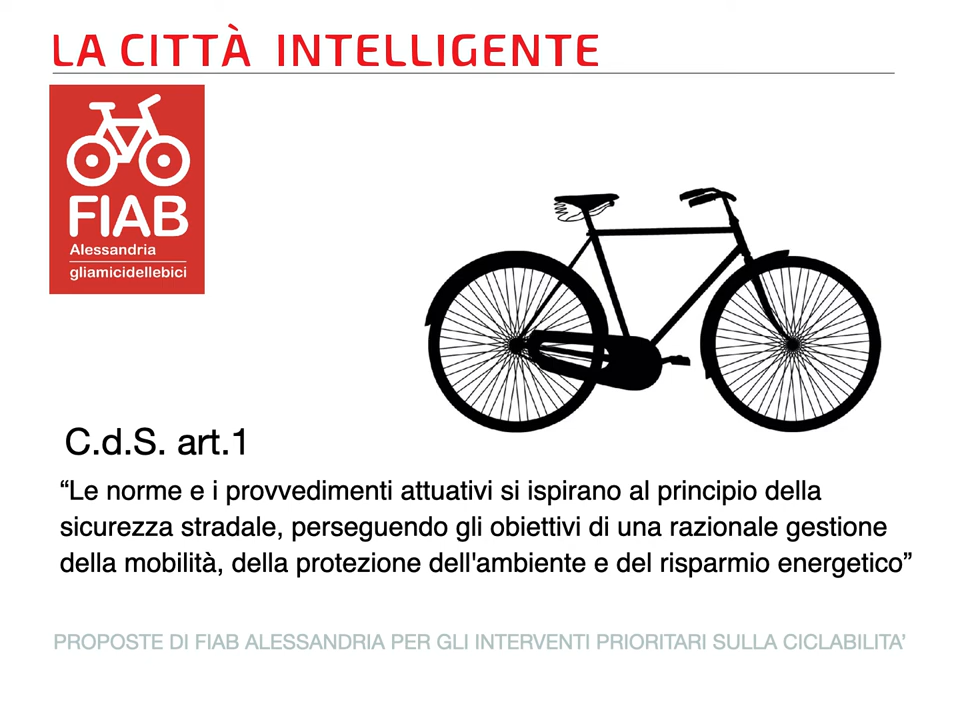 LA CITTÀ INTELLIGENTE
FIAB
Alessandria
gliamicidellebici
C.d.S. art.1
“Le norme e i provvedimenti attuativi si ispirano al principio della
sicurezza stradale, perseguendo gli obiettivi di una razionale gestione
della mobilità, della protezione dell'ambiente e del risparmio energetico”
PROPOSTE DI FIAB ALESSANDRIA PER GLI INTERVENTI PRIORITARI SULLA CICLABILITA’